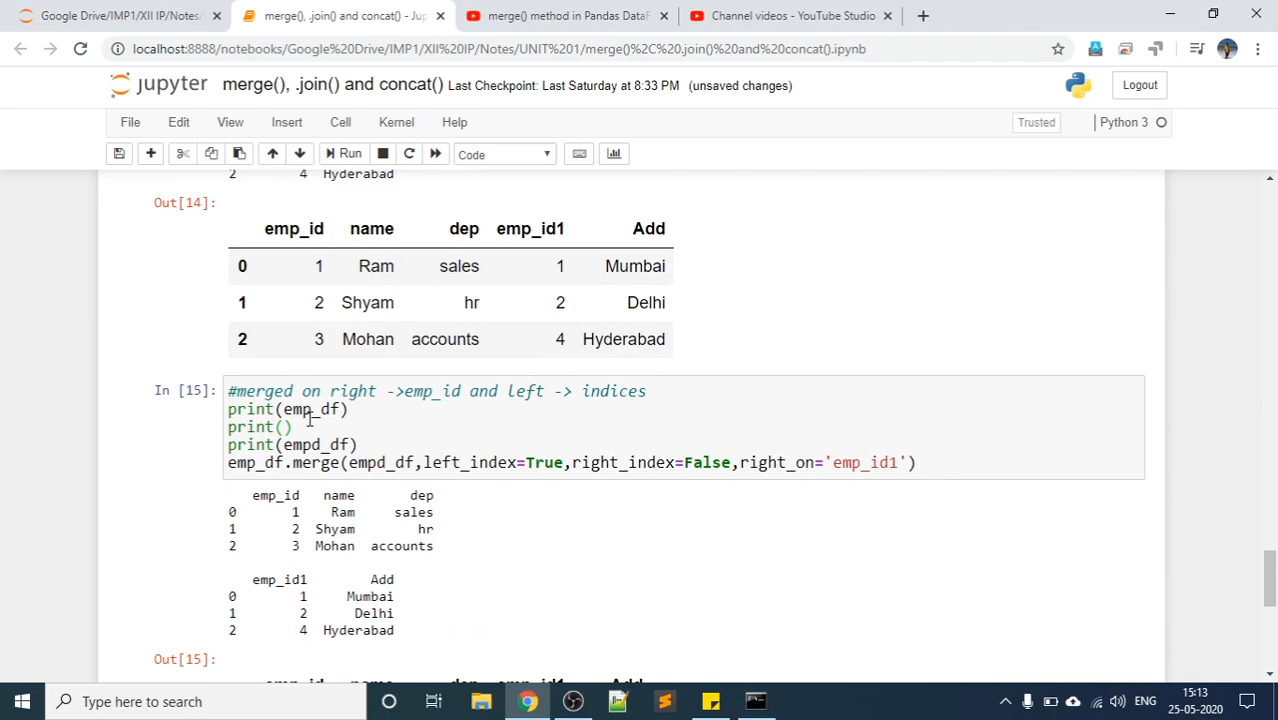 Google Drive/IMP1/XII IP/Notes/
merge(), .join() and concat() - Jup
merge() method in Pandas DataF
Channel videos - YouTube Studio
localhost:8888/notebooks/Google%20Drive/IMP1/XII%20IP/Notes/UNIT%201/merge()%2C%20.join()%20and%20concat().ipynb
jupyter merge(), .join() and concat() Last Checkpoint: Last Saturday at 8:33 PM (unsaved changes) Logout
File Edit View Insert Cell Kernel Help Trusted Python 3
Run Code
2 4 Hyderabad
Out[14]:
emp_id name dep emp_id1 Add
0 1 Ram sales 1 Mumbai
1 2 Shyam hr 2 Delhi
2 3 Mohan accounts 4 Hyderabad
In [15]: #merged on right ->emp_id and left -> indices
print(emp_df)
print()
print(empd_df)
emp_df.merge(empd_df,left_index=True,right_index=False,right_on='emp_id1')
emp_id name dep
0 1 Ram sales
1 2 Shyam hr
2 3 Mohan accounts
emp_id1 Add
0 1 Mumbai
1 2 Delhi
2 4 Hyderabad
Out[15]:
emp_id name dep emp_id1 Add
Type here to search
ENG
15:13
25-05-2020